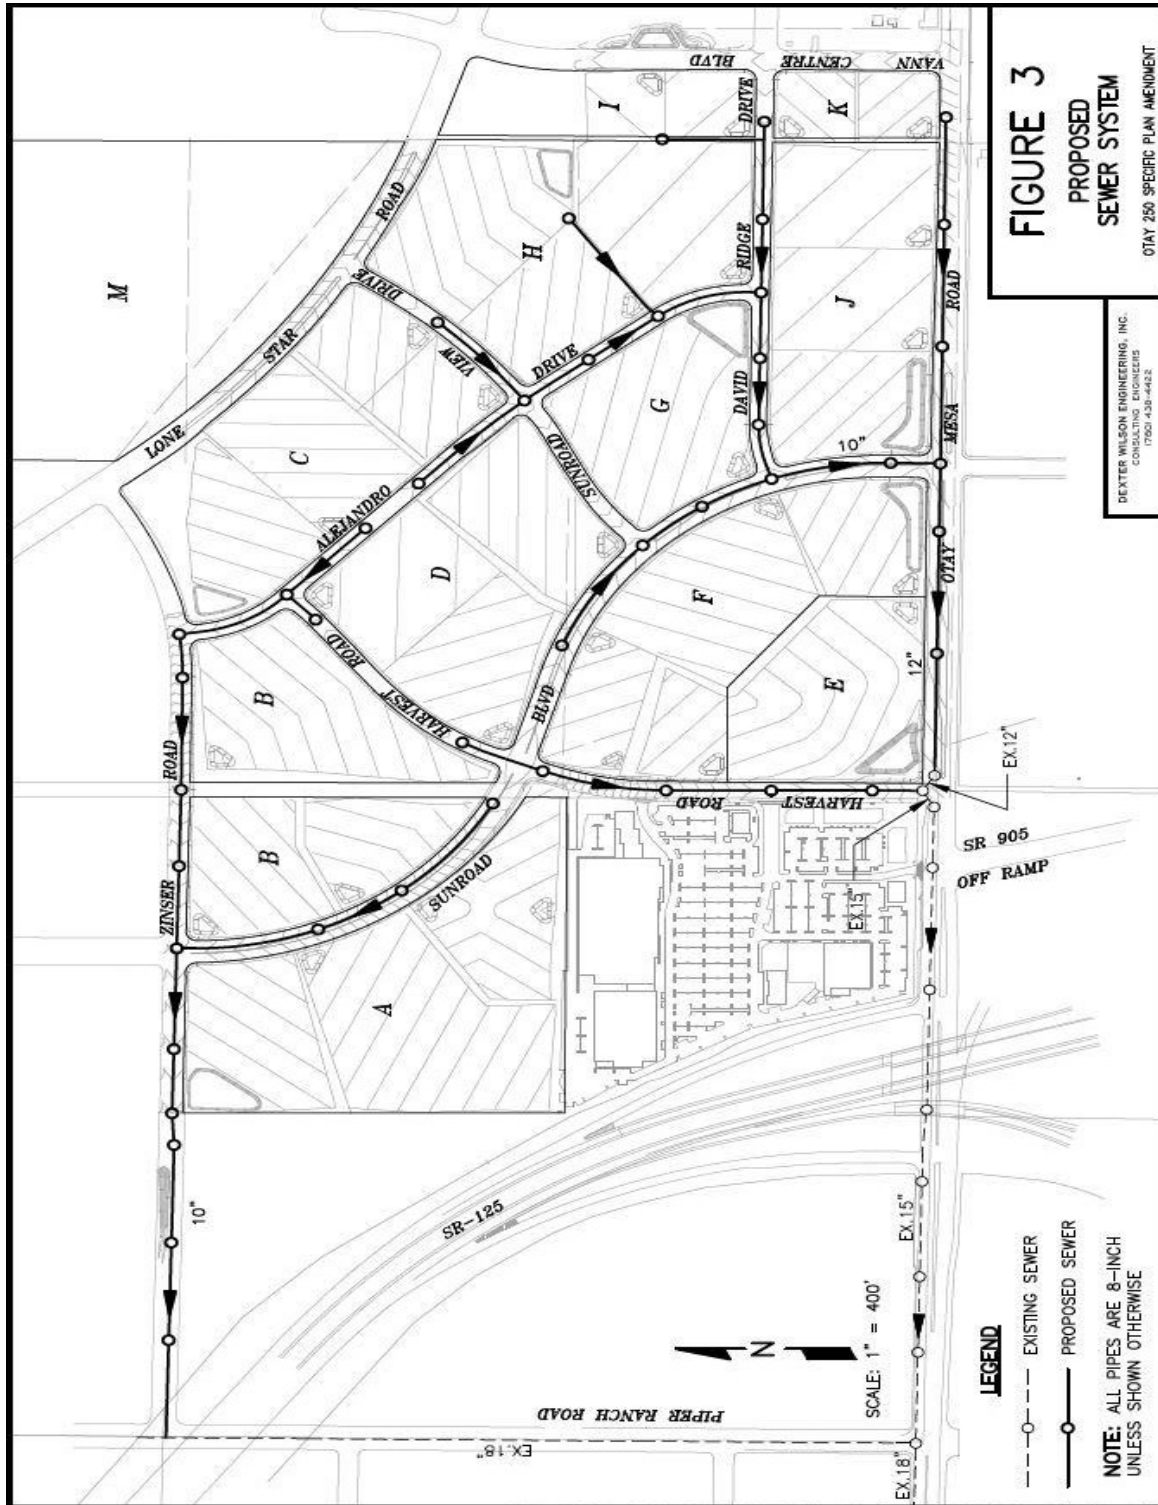 FIGURE 3
PROPOSED
SEWER SYSTEM
OTAY 250 SPECIFIC PLAN AMENDMENT
DEXTER WILSON ENGINEERING, INC.
CONSULTING ENGINEERS
(760) 438-4422
VANN
CENTRE
BLVD
DRIVE
RIDGE
DAVID
I
K
ROAD
MESA
OTAY
M
H
J
ROAD
STAR
LONE
DRIVE
VIEW
DRIVE
ALEJANDRO
C
G
SUNROAD
10"
D
F
E
12"
BLVD
ROAD
HARVEST
B
ROAD
ZINSER
B
SUNROAD
A
ROAD
HARVEST
EX.12"
EX.15"
SR 905
OFF RAMP
10"
SR-125
EX.15"
N
SCALE: 1" = 400'
PIPER RANCH ROAD
EX.18"
EX.18"
LEGEND
EXISTING SEWER
PROPOSED SEWER
NOTE: ALL PIPES ARE 8-INCH
UNLESS SHOWN OTHERWISE